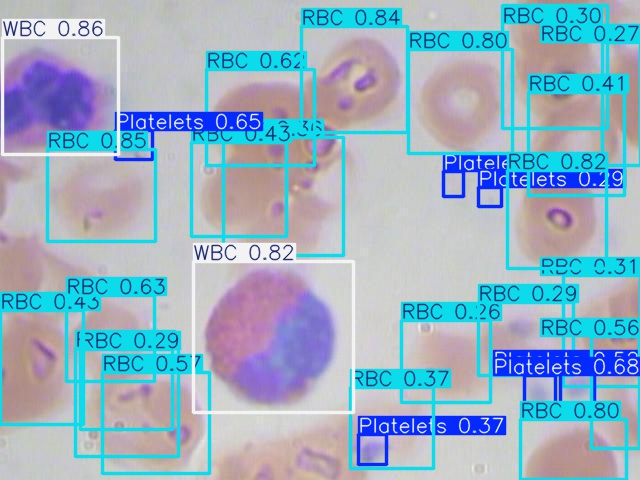 WBC 0.86
RBC 0.62
RBC 0.84
RBC 0.80
RBC 0.30
RBC 0.27
RBC 0.41
Platelets 0.65
RBC 0.85
RBC 0.43
RBC 0.82
Platelets 0.29
WBC 0.82
RBC 0.31
RBC 0.63
RBC 0.43
RBC 0.29
RBC 0.26
RBC 0.29
RBC 0.56
RBC 0.57
RBC 0.37
Platelets 0.68
Platelets 0.37
RBC 0.80